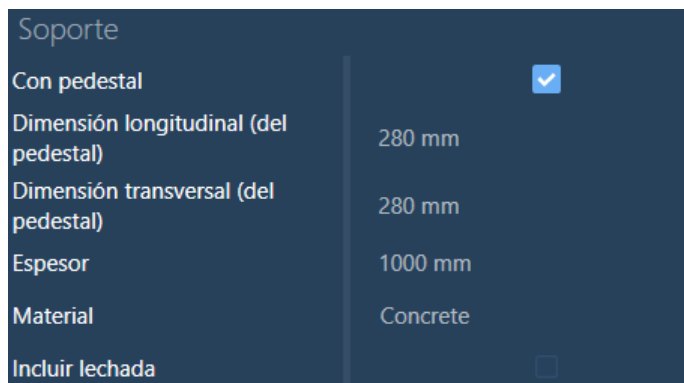 Soporte
Con pedestal
Dimensión longitudinal (del
pedestal)
280 mm
Dimensión transversal (del
pedestal)
280 mm
Espesor
1000 mm
Material
Concrete
Incluir lechada